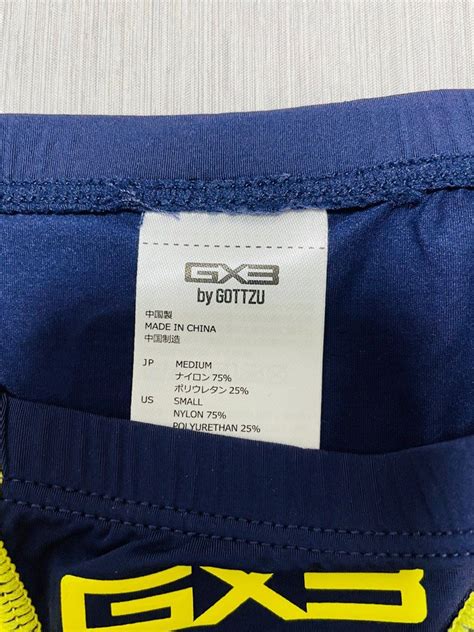 GX3
by GOTTZU
中国製
MADE IN CHINA
中国制造
JP MEDIUM
ナイロン 75%
ポリウレタン 25%
US SMALL
NYLON 75%
POLYURETHAN 25%
GX3